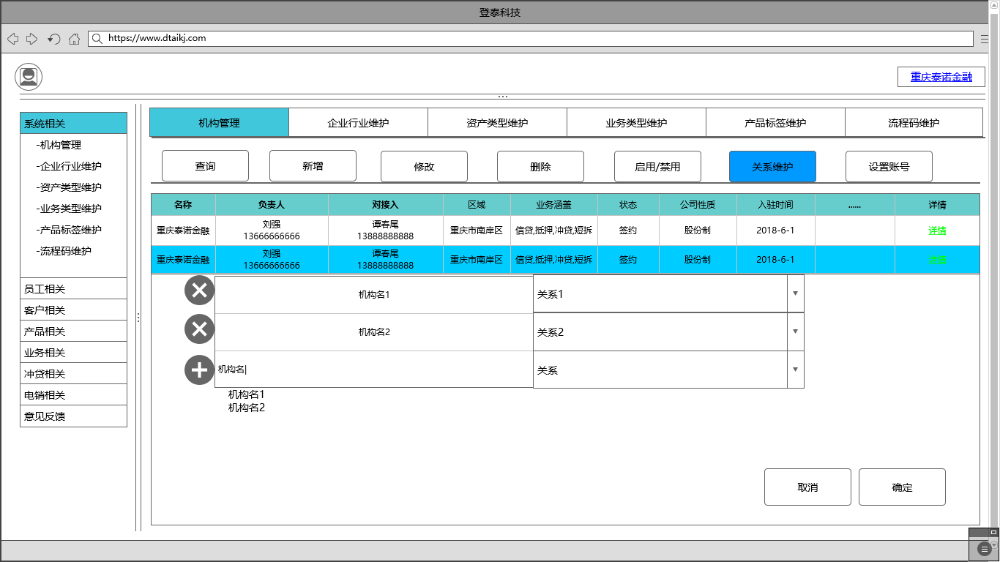 登泰科技
https://www.dtaikj.com
重庆泰诺金融
系统相关
-机构管理
-企业行业维护
-资产类型维护
-业务类型维护
-产品标签维护
-流程码维护
员工相关
客户相关
产品相关
业务相关
冲贷相关
电销相关
意见反馈
机构管理 企业行业维护 资产类型维护 业务类型维护 产品标签维护 流程码维护
查询 新增 修改 删除 启用/禁用 关系维护 设置账号
名称 负责人 对接入 区域 业务涵盖 状态 公司性质 入驻时间 ...... 详情
重庆泰诺金融 刘强 13666666666 谭春尾 13888888888 重庆市南岸区 信贷,抵押,冲贷,短拆 签约 股份制 2018-6-1 详情
重庆泰诺金融 刘强 13666666666 谭春尾 13888888888 重庆市南岸区 信贷,抵押,冲贷,短拆 签约 股份制 2018-6-1 详情
机构名1 关系1
机构名2 关系2
机构名 关系
机构名1
机构名2
取消 确定